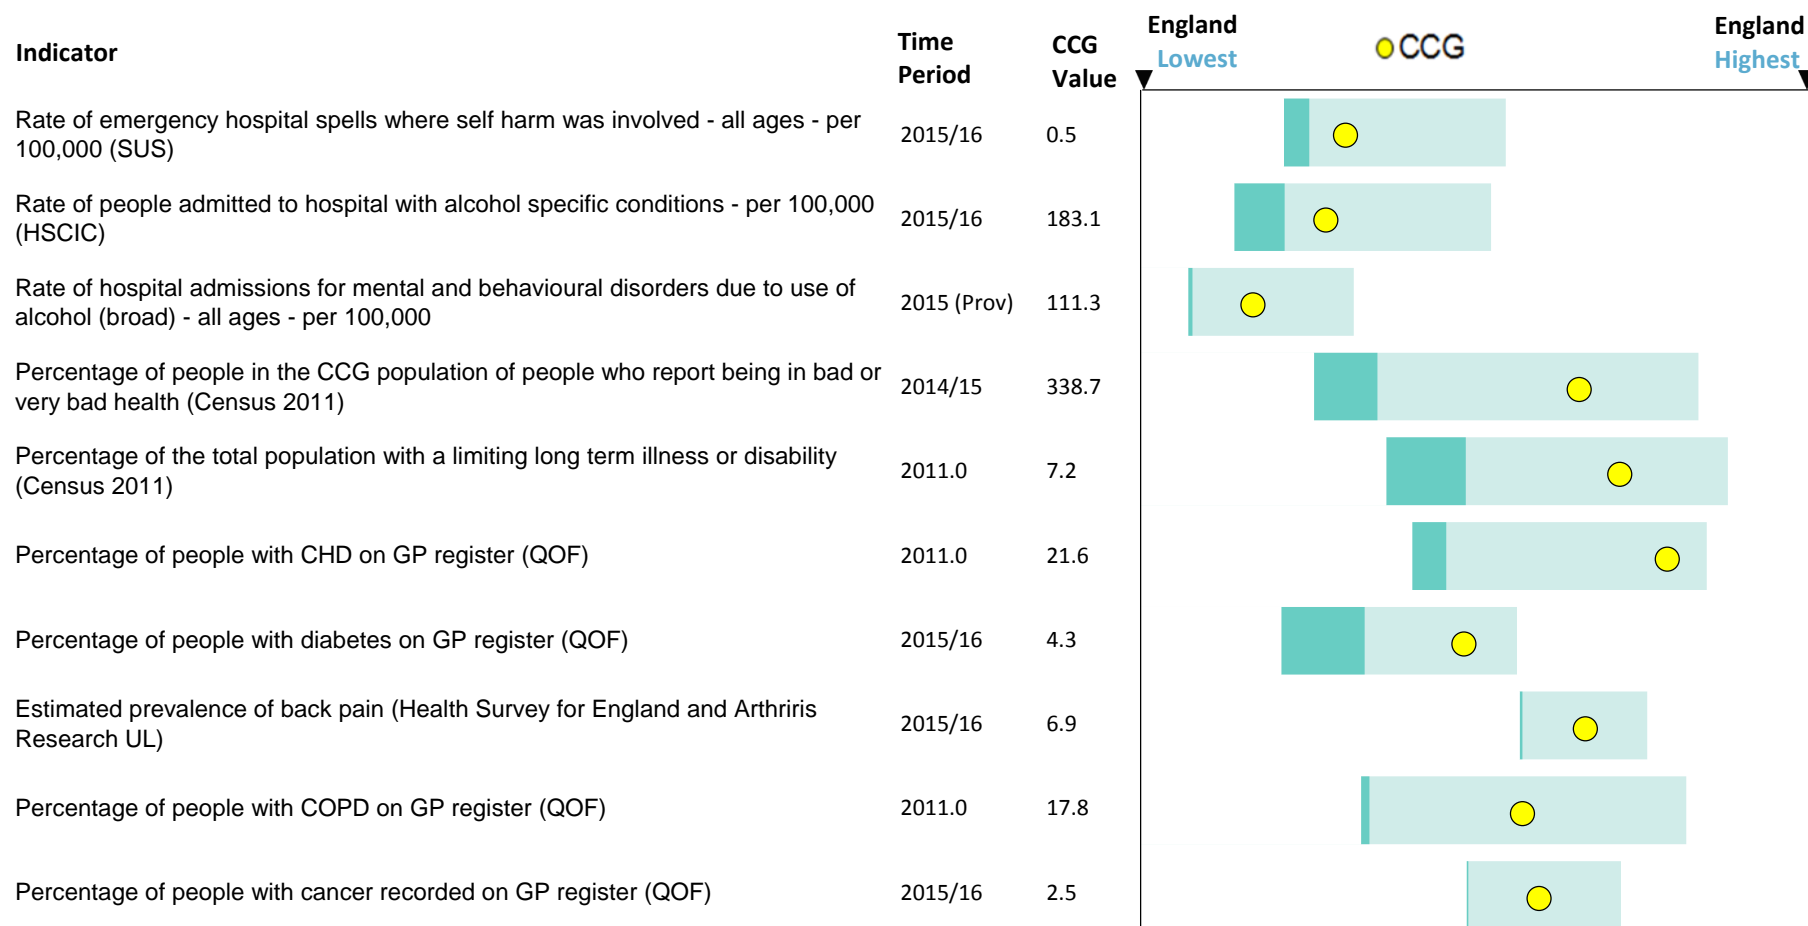 Indicator
Time
Period
CCG
Value
England
Lowest
CCG
England
Highest
Rate of emergency hospital spells where self harm was involved - all ages - per
100,000 (SUS)
2015/16
0.5
Rate of people admitted to hospital with alcohol specific conditions - per 100,000
(HSCIC)
2015/16
183.1
Rate of hospital admissions for mental and behavioural disorders due to use of
alcohol (broad) - all ages - per 100,000
2015 (Prov)
111.3
Percentage of people in the CCG population of people who report being in bad or
very bad health (Census 2011)
2014/15
338.7
Percentage of the total population with a limiting long term illness or disability
(Census 2011)
2011.0
7.2
Percentage of people with CHD on GP register (QOF)
2011.0
21.6
Percentage of people with diabetes on GP register (QOF)
2015/16
4.3
Estimated prevalence of back pain (Health Survey for England and Arthriris
Research UL)
2015/16
6.9
Percentage of people with COPD on GP register (QOF)
2011.0
17.8
Percentage of people with cancer recorded on GP register (QOF)
2015/16
2.5